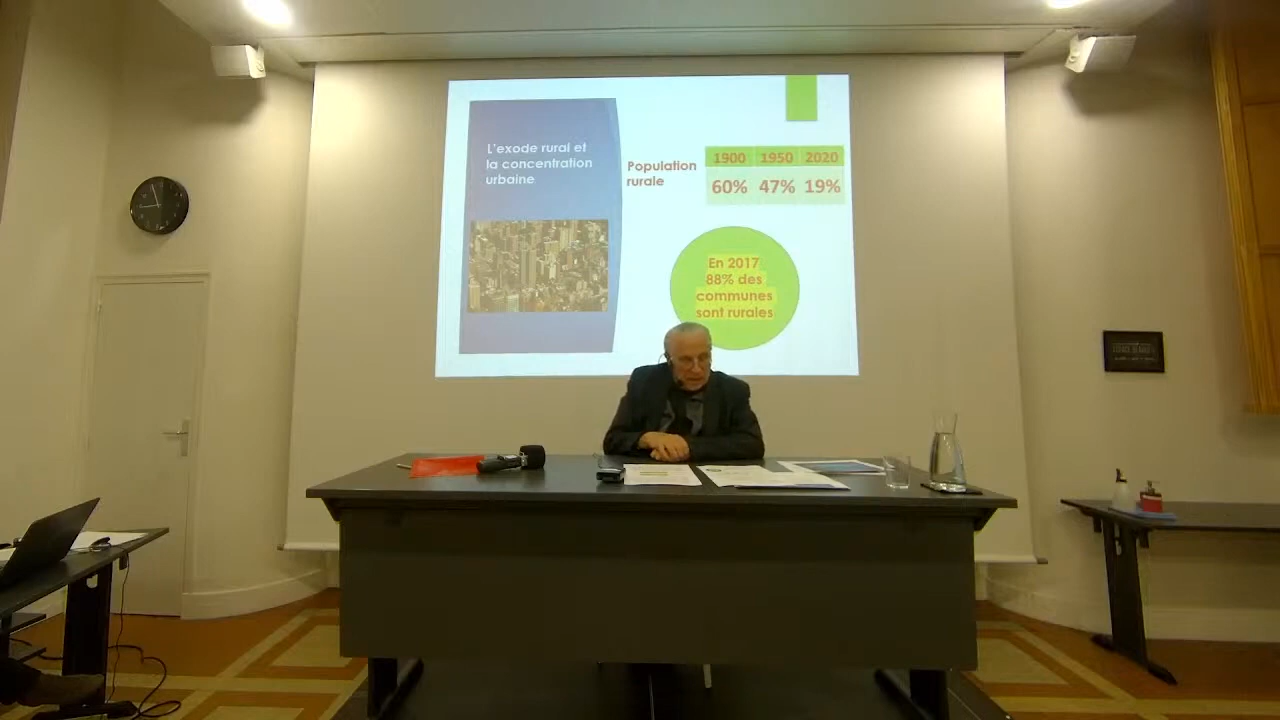 L'exode rural et
la concentration
urbaine
Population
rurale
1900 1950 2020
60% 47% 19%
En 2017
88% des
communes
sont rurales